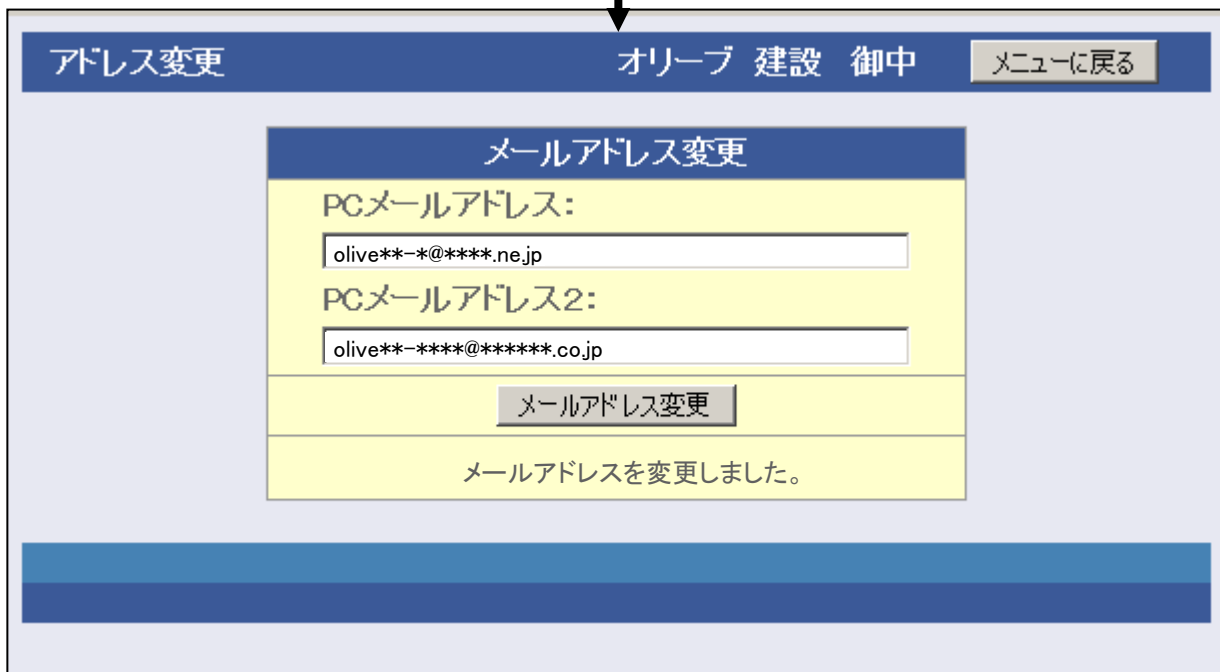 アドレス変更 オリーブ 建設 御中 メニューに戻る
メールアドレス変更
PCメールアドレス:
olive**-*@****.ne.jp
PCメールアドレス2:
olive**-****@******.co.jp
メールアドレス変更
メールアドレスを変更しました。